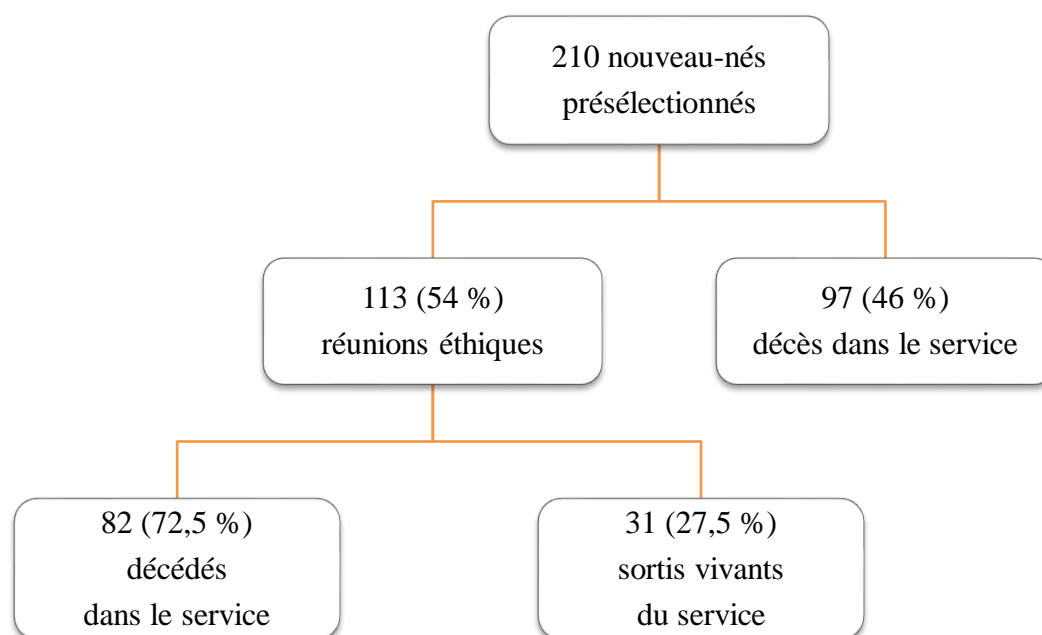 210 nouveau-nés
présélectionnés
113 (54 %)
réunions éthiques
97 (46 %)
décès dans le service
82 (72,5 %)
décédés
dans le service
31 (27,5 %)
sortis vivants
du service